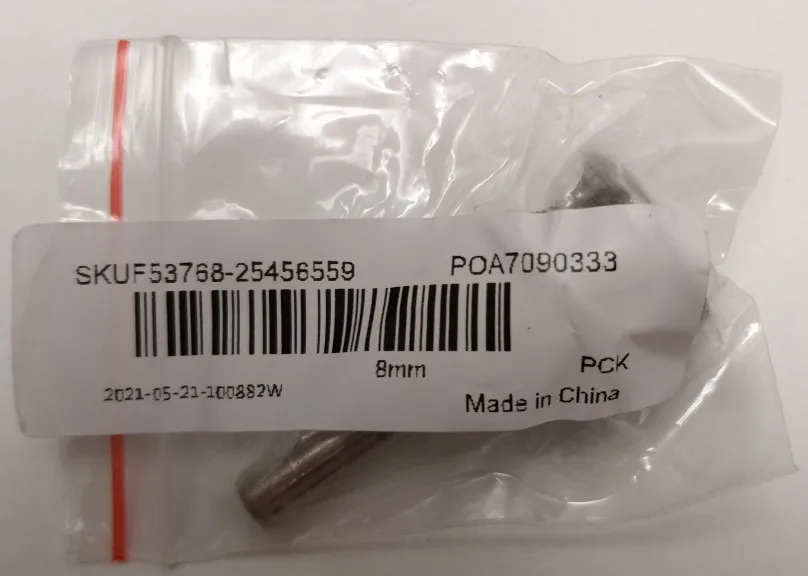 SKUF53768-25456559 POA7090333
8mm PCK
2021-05-21-100882W Made in China